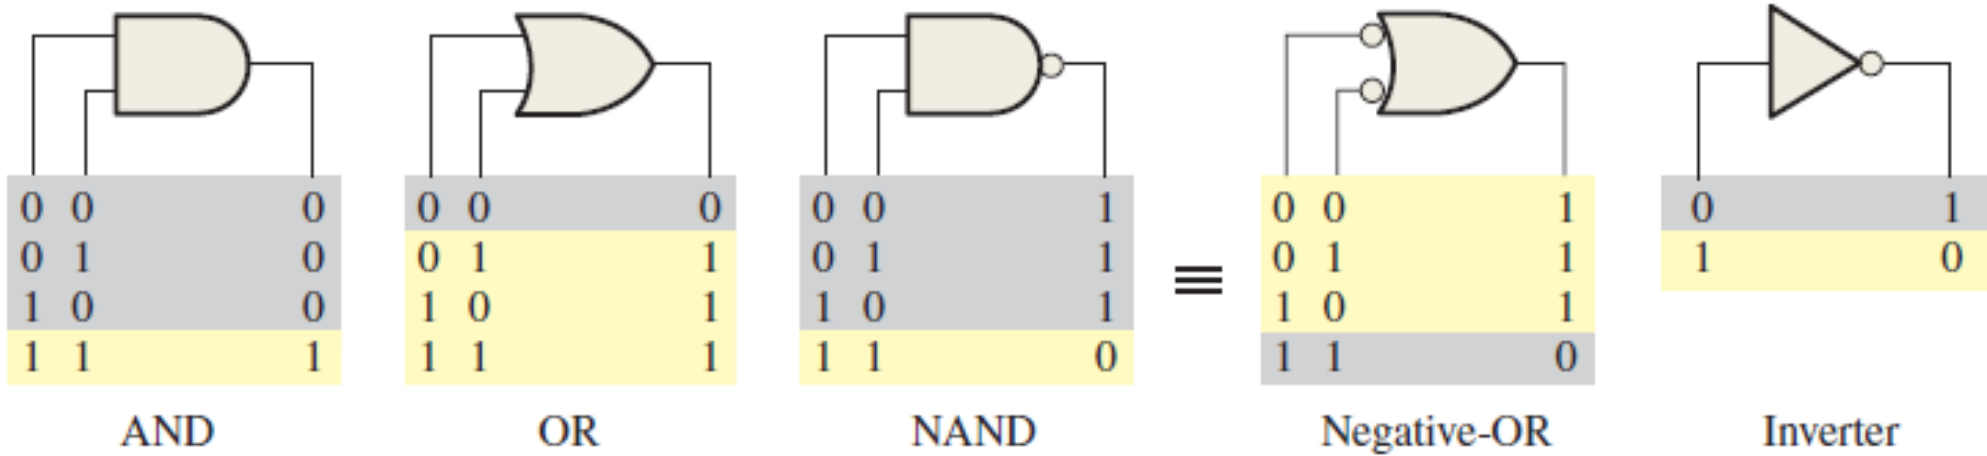 0 0 0 0 0 0 0 0 1 0 0 1 0 1
0 1 0 0 1 1 0 1 1 0 1 1 1 0
≡
1 0 0 1 0 1 1 0 1 1 0 1
1 1 1 1 1 1 1 1 0 1 1 0
AND OR NAND Negative-OR Inverter